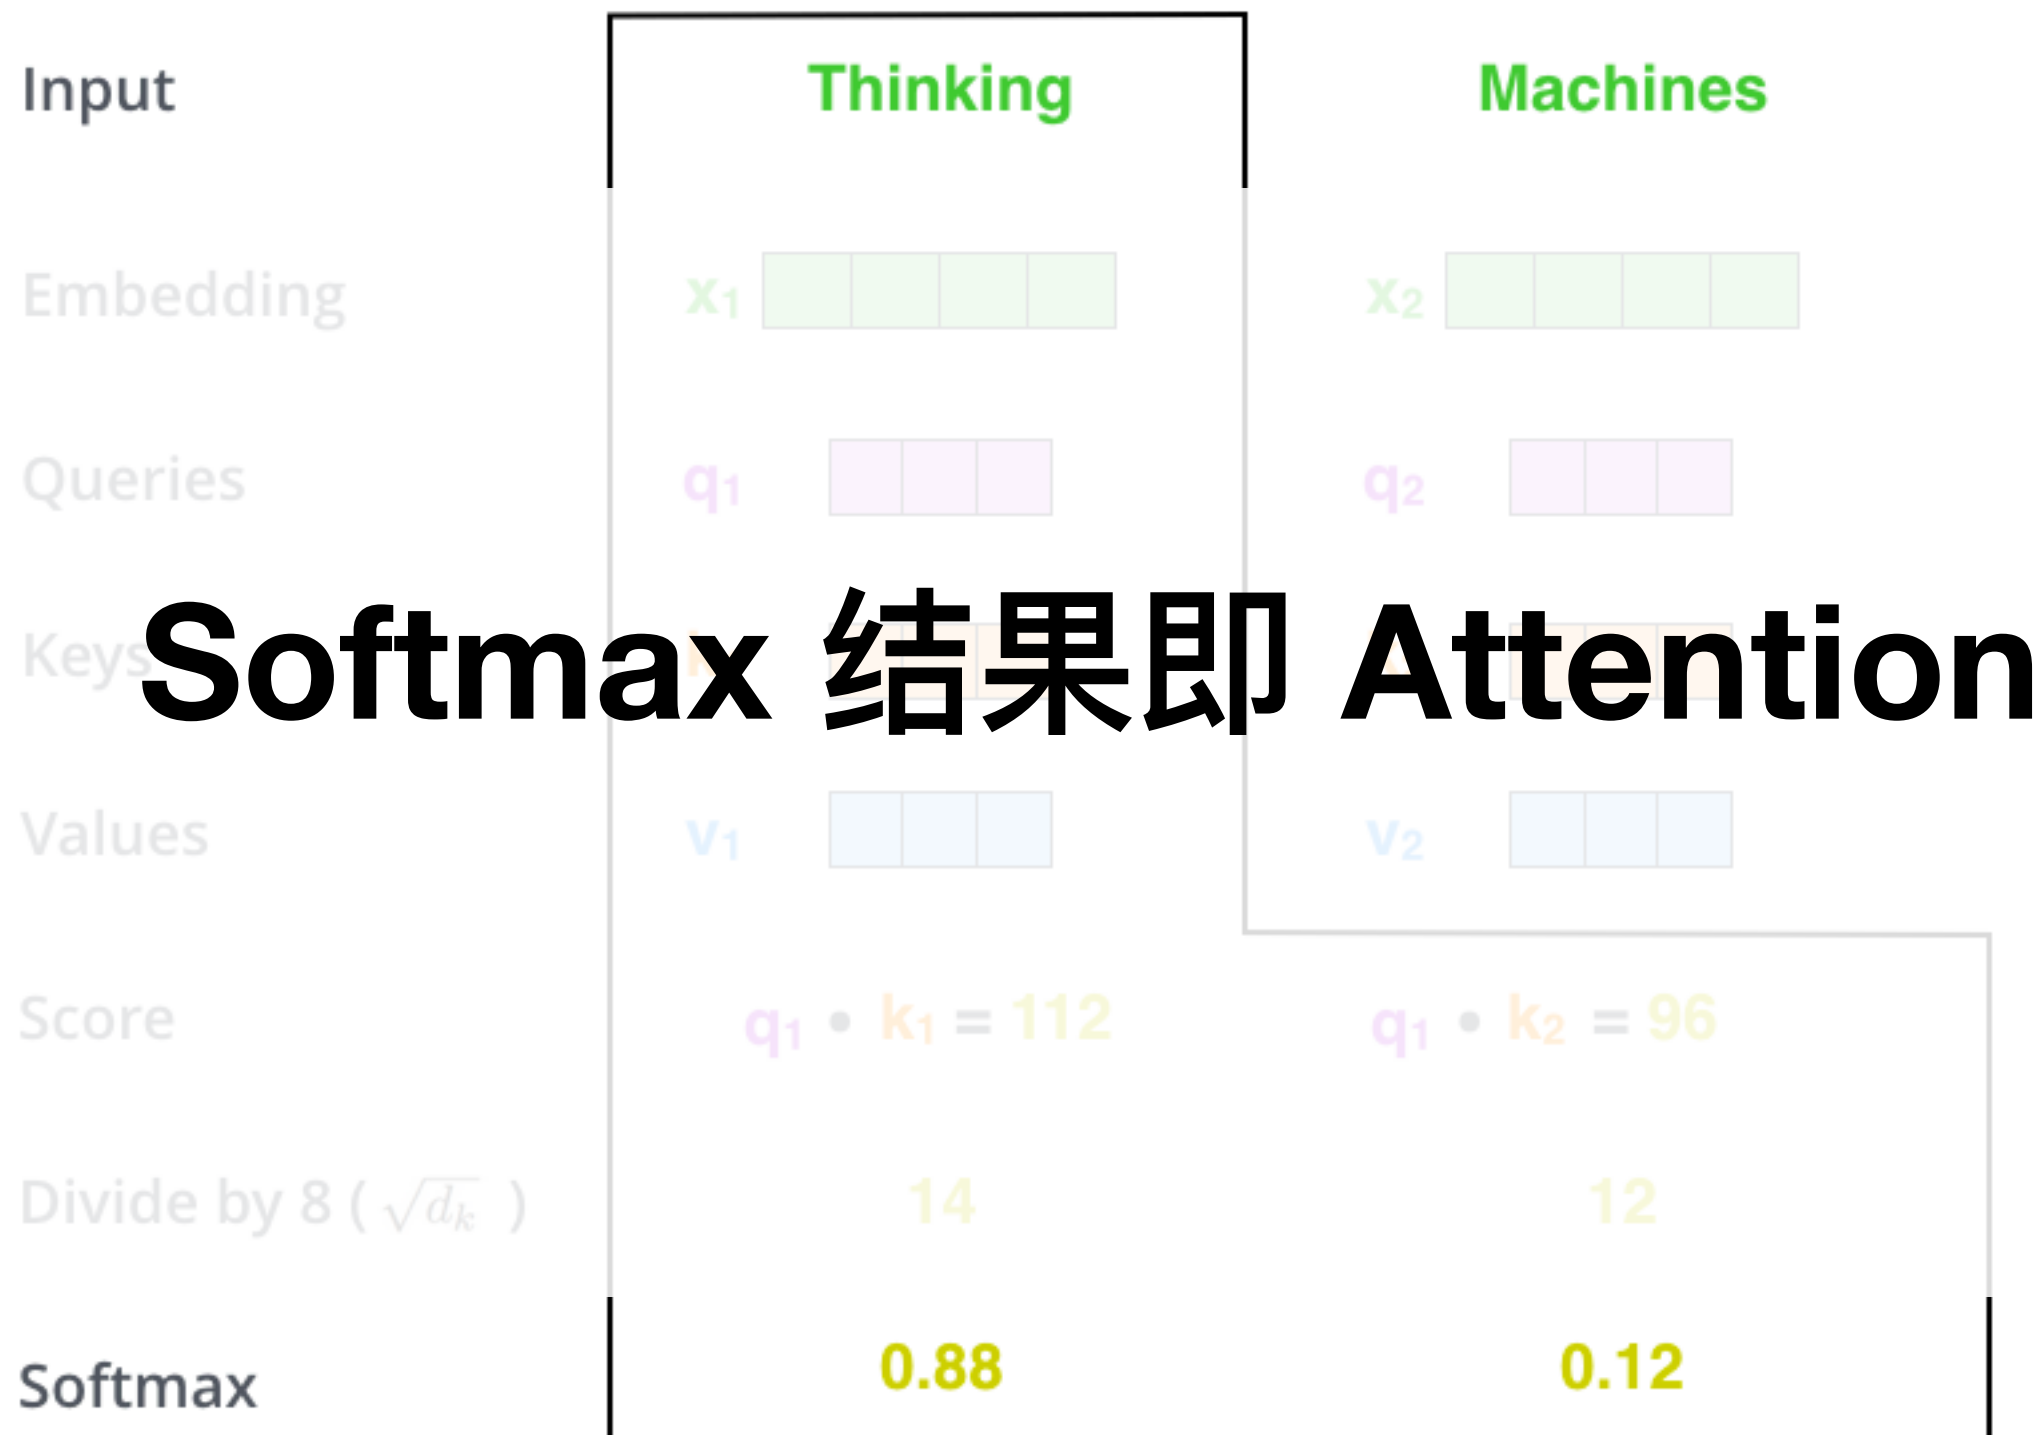 Input Thinking Machines
Embedding x₁ x₂
Queries q₁ q₂
Softmax 结果即 Attention
Keys
Values v₁ v₂
Score q₁ • k₁ = 112 q₁ • k₂ = 96
Divide by 8 ( √dₖ ) 14 12
Softmax 0.88 0.12